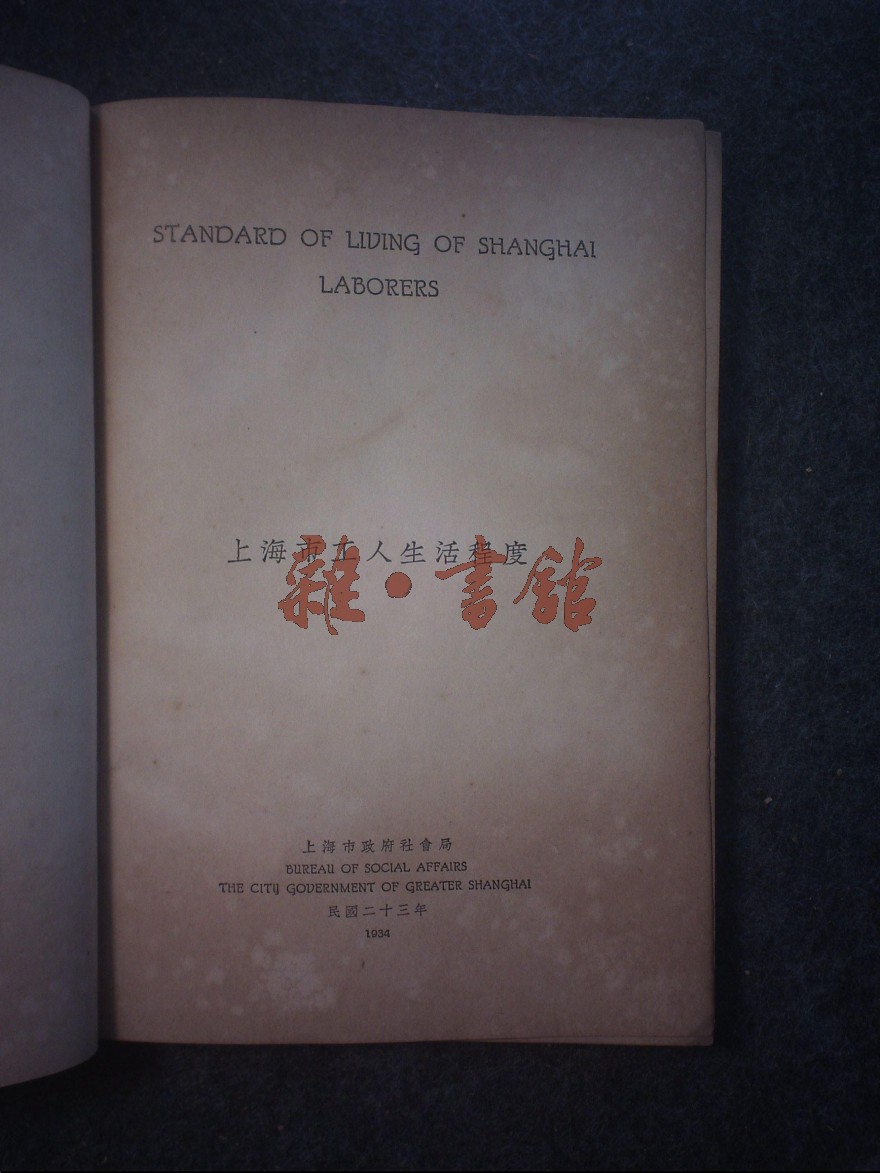 STANDARD OF LIVING OF SHANGHAI
LABORERS
上海市工人生活程度
雜·書館
上海市政府社會局
BUREAU OF SOCIAL AFFAIRS
THE CITY GOVERNMENT OF GREATER SHANGHAI
民國二十三年
1934